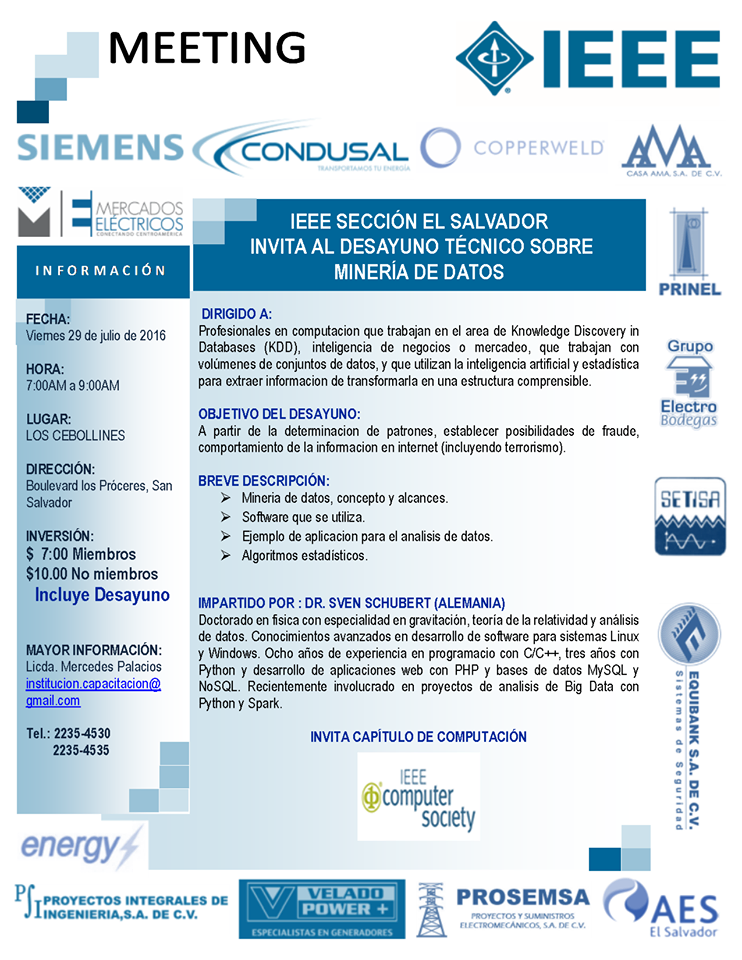 MEETING
IEEE
SIEMENS
CONDUSAL
TRANSPORTAMOS TU ENERGÍA
COPPERWELD
AMA
CASA AMA, S.A. DE C.V.
MERCADOS
ELÉCTRICOS
CONECTANDO CENTROAMÉRICA
INFORMACIÓN
FECHA:
Viernes 29 de julio de 2016
HORA:
7:00AM a 9:00AM
LUGAR:
LOS CEBOLLINES
DIRECCIÓN:
Boulevard los Próceres, San
Salvador
INVERSIÓN:
$ 7:00 Miembros
$10.00 No miembros
Incluye Desayuno
MAYOR INFORMACIÓN:
Licda. Mercedes Palacios
institucion.capacitacion@
gmail.com
Tel.: 2235-4530
2235-4535
IEEE SECCIÓN EL SALVADOR
INVITA AL DESAYUNO TÉCNICO SOBRE
MINERÍA DE DATOS
DIRIGIDO A:
Profesionales en computacion que trabajan en el area de Knowledge Discovery in
Databases (KDD), inteligencia de negocios o mercadeo, que trabajan con
volúmenes de conjuntos de datos, y que utilizan la inteligencia artificial y estadística
para extraer informacion de transformarla en una estructura comprensible.
OBJETIVO DEL DESAYUNO:
A partir de la determinacion de patrones, establecer posibilidades de fraude,
comportamiento de la informacion en internet (incluyendo terrorismo).
BREVE DESCRIPCIÓN:
➢ Mineria de datos, concepto y alcances.
➢ Software que se utiliza.
➢ Ejemplo de aplicacion para el analisis de datos.
➢ Algoritmos estadísticos.
IMPARTIDO POR : DR. SVEN SCHUBERT (ALEMANIA)
Doctorado en fisica con especialidad en gravitación, teoría de la relatividad y análisis
de datos. Conocimientos avanzados en desarrollo de software para sistemas Linux
y Windows. Ocho años de experiencia en programacio con C/C++, tres años con
Python y desarrollo de aplicaciones web con PHP y bases de datos MySQL y
NoSQL. Recientemente involucrado en proyectos de analisis de Big Data con
Python y Spark.
INVITA CAPÍTULO DE COMPUTACIÓN
IEEE
computer
society
PRINEL
Grupo
Electro
Bodegas
SETISA
EQUIBANK S.A. DE C.V.
Sistemas de Seguridad
energy
PSI PROYECTOS INTEGRALES DE
INGENIERIA,S.A. DE C.V.
VELADO
POWER +
ESPECIALISTAS EN GENERADORES
PROSEMSA
PROYECTOS Y SUMINISTROS
ELECTROMECÁNICOS, S.A. DE C.V.
AES
El Salvador